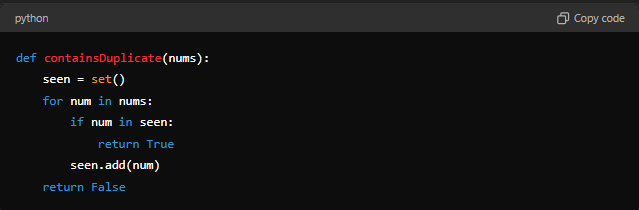 python
Copy code
def containsDuplicate(nums):
    seen = set()
    for num in nums:
        if num in seen:
            return True
        seen.add(num)
    return False